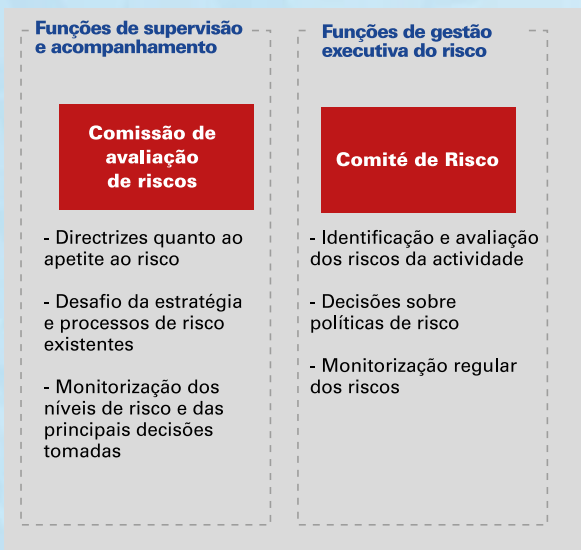 Funções de supervisão
e acompanhamento
Comissão de
avaliação
de riscos
- Directrizes quanto ao
apetite ao risco
- Desafio da estratégia
e processos de risco
existentes
- Monitorização dos
níveis de risco e das
principais decisões
tomadas
Funções de gestão
executiva do risco
Comité de Risco
- Identificação e avaliação
dos riscos da actividade
- Decisões sobre
políticas de risco
- Monitorização regular
dos riscos